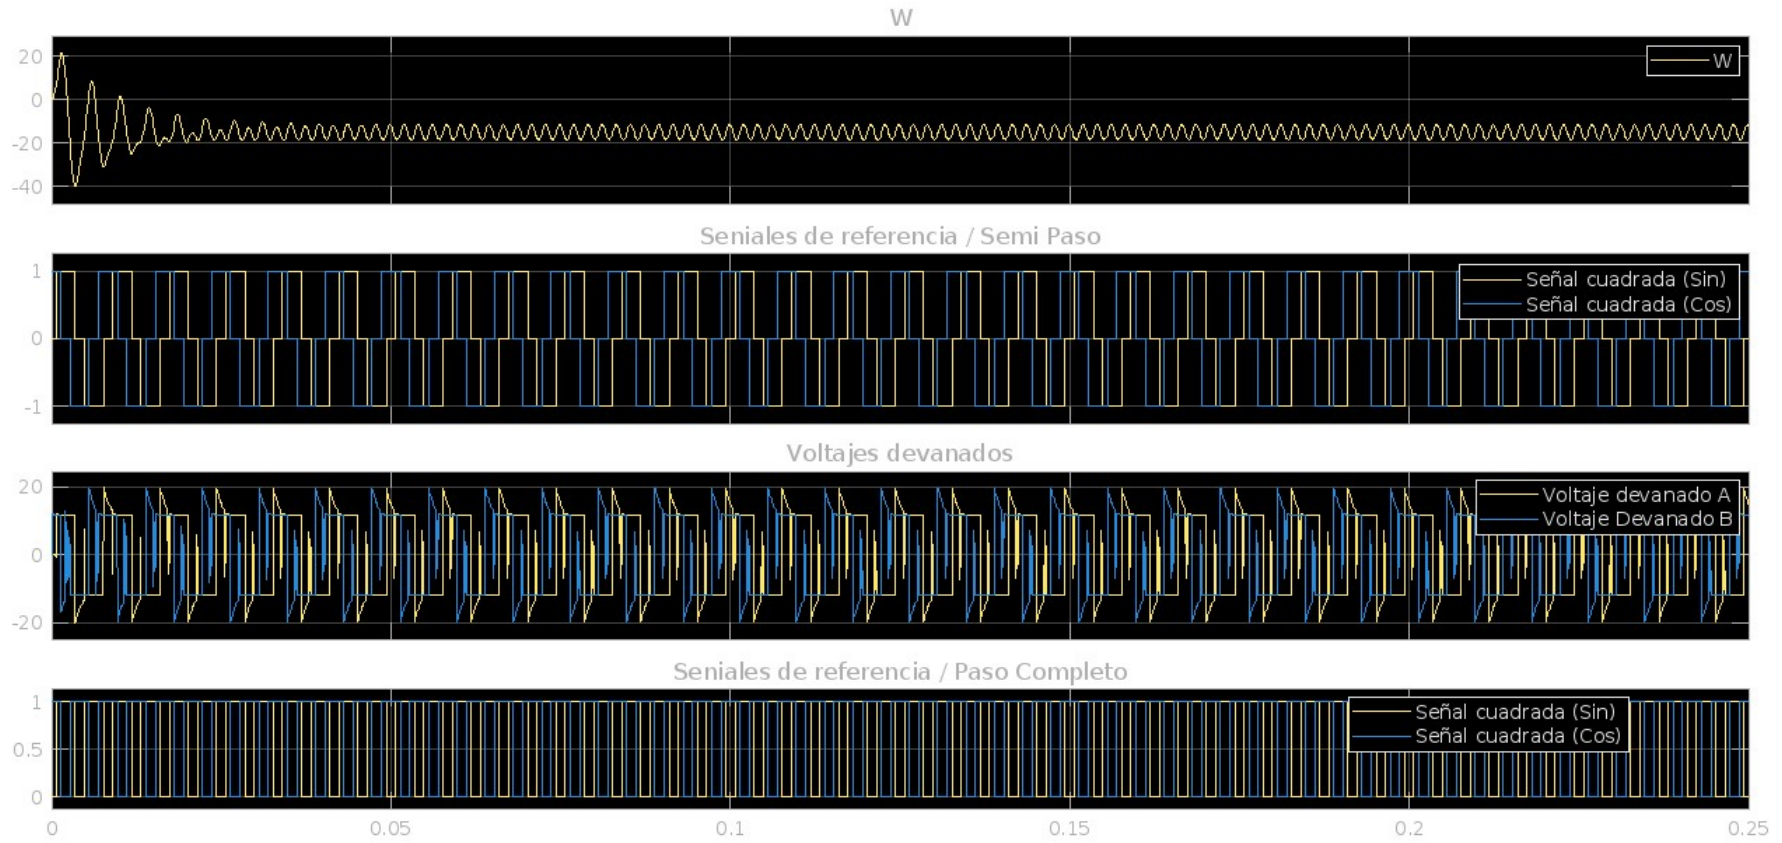 W
20
0
-20
-40
W
Seniales de referencia / Semi Paso
1
0
-1
Señal cuadrada (Sin)
Señal cuadrada (Cos)
Voltajes devanados
20
0
-20
Voltaje devanado A
Voltaje Devanado B
Seniales de referencia / Paso Completo
1
0.5
0
Señal cuadrada (Sin)
Señal cuadrada (Cos)
0 0.05 0.1 0.15 0.2 0.25